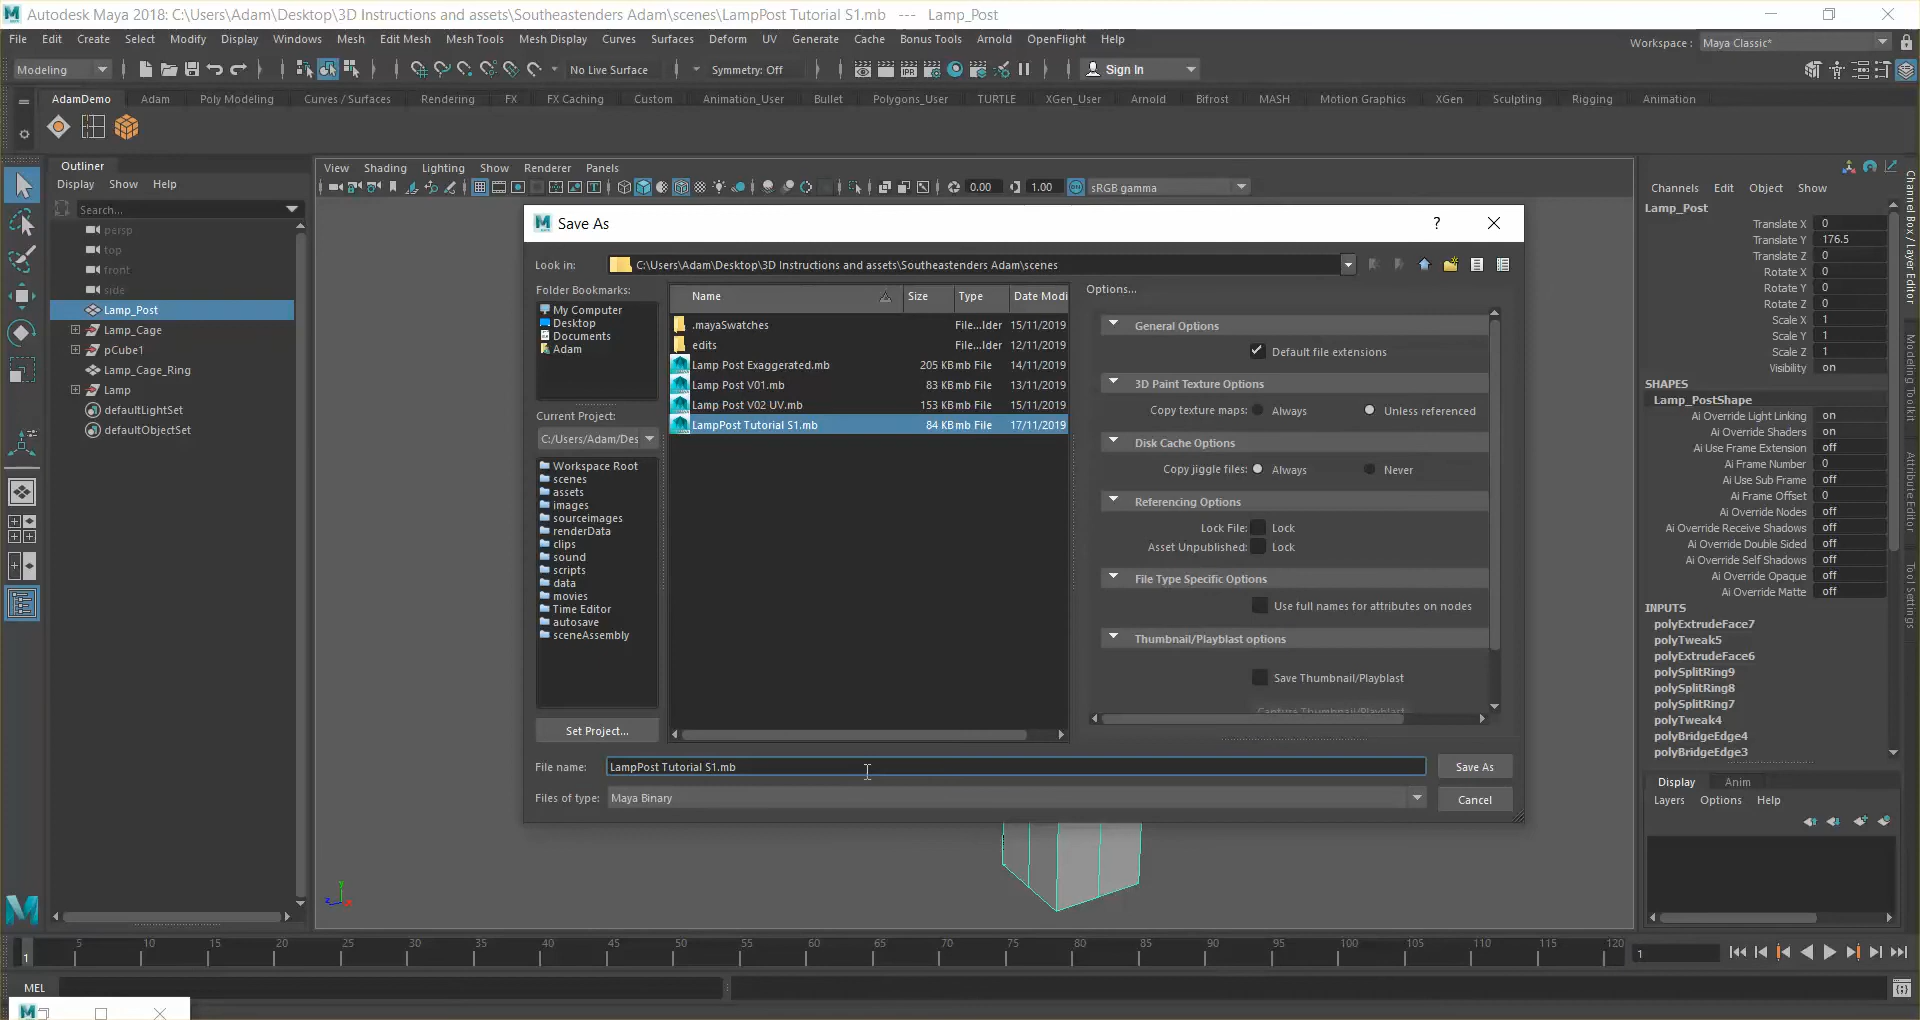 Autodesk Maya 2018: C:\Users\Adam\Desktop\3D Instructions and assets\Southeastenders Adam\scenes\LampPost Tutorial S1.mb --- Lamp_Post
File Edit Create Select Modify Display Windows Mesh Edit Mesh Mesh Tools Mesh Display Curves Surfaces Deform UV Generate Cache Bonus Tools Arnold OpenFlight Help
Workspace : Maya Classic*
Modeling No Live Surface Symmetry: Off Sign In
AdamDemo Adam Poly Modeling Curves / Surfaces Rendering FX FX Caching Custom Animation_User Bullet Polygons_User TURTLE XGen_User Arnold Bifrost MASH Motion Graphics XGen Sculpting Rigging Animation
Outliner
Display Show Help
Search...
persp
top
front
side
Lamp_Post
Lamp_Cage
pCube1
Lamp_Cage_Ring
Lamp
defaultLightSet
defaultObjectSet
View Shading Lighting Show Renderer Panels
0.00 1.00 sRGB gamma
Save As
Look in: C:\Users\Adam\Desktop\3D Instructions and assets\Southeastenders Adam\scenes
Folder Bookmarks:
My Computer
Desktop
Documents
Adam
Current Project:
C:/Users/Adam/Des
Workspace Root
scenes
assets
images
sourceimages
renderData
clips
sound
scripts
data
movies
Time Editor
autosave
sceneAssembly
Set Project...
Name Size Type Date Modi
.mayaSwatches File...lder 15/11/2019
edits File...lder 12/11/2019
Lamp Post Exaggerated.mb 205 KB mb File 14/11/2019
Lamp Post V01.mb 83 KB mb File 13/11/2019
Lamp Post V02 UV.mb 153 KB mb File 15/11/2019
LampPost Tutorial S1.mb 84 KB mb File 17/11/2019
Options...
General Options
Default file extensions
3D Paint Texture Options
Copy texture maps: Always Unless referenced
Disk Cache Options
Copy jiggle files: Always Never
Referencing Options
Lock File: Lock
Asset Unpublished: Lock
File Type Specific Options
Use full names for attributes on nodes
Thumbnail/Playblast options
Save Thumbnail/Playblast
Capture Thumbnail/Playblast
File name: LampPost Tutorial S1.mb Save As
Files of type: Maya Binary Cancel
Channels Edit Object Show
Lamp_Post
Translate X 0
Translate Y 176.5
Translate Z 0
Rotate X 0
Rotate Y 0
Rotate Z 0
Scale X 1
Scale Y 1
Scale Z 1
Visibility on
SHAPES
Lamp_PostShape
Ai Override Light Linking on
Ai Override Shaders on
Ai Use Frame Extension off
Ai Frame Number 0
Ai Use Sub Frame off
Ai Frame Offset 0
Ai Override Nodes off
Ai Override Receive Shadows off
Ai Override Double Sided off
Ai Override Self Shadows off
Ai Override Opaque off
Ai Override Matte off
INPUTS
polyExtrudeFace7
polyTweak5
polyExtrudeFace6
polySplitRing9
polySplitRing8
polySplitRing7
polyTweak4
polyBridgeEdge4
polyBridgeEdge3
Display Anim
Layers Options Help
Channel Box / Layer Editor
Modeling Toolkit
Attribute Editor
Tool Settings
5 10 15 20 25 30 35 40 45 50 55 60 65 70 75 80 85 90 95 100 105 110 115 120
1 1
MEL